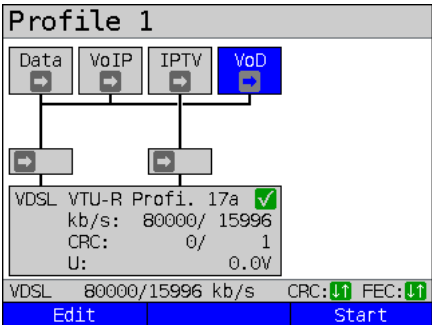 Profile 1
Data VoIP IPTV VoD
VDSL VTU-R Profi. 17a
kb/s: 80000/ 15996
CRC: 0/ 1
U: 0.0V
VDSL 80000/15996 kb/s CRC: FEC:
Edit Start